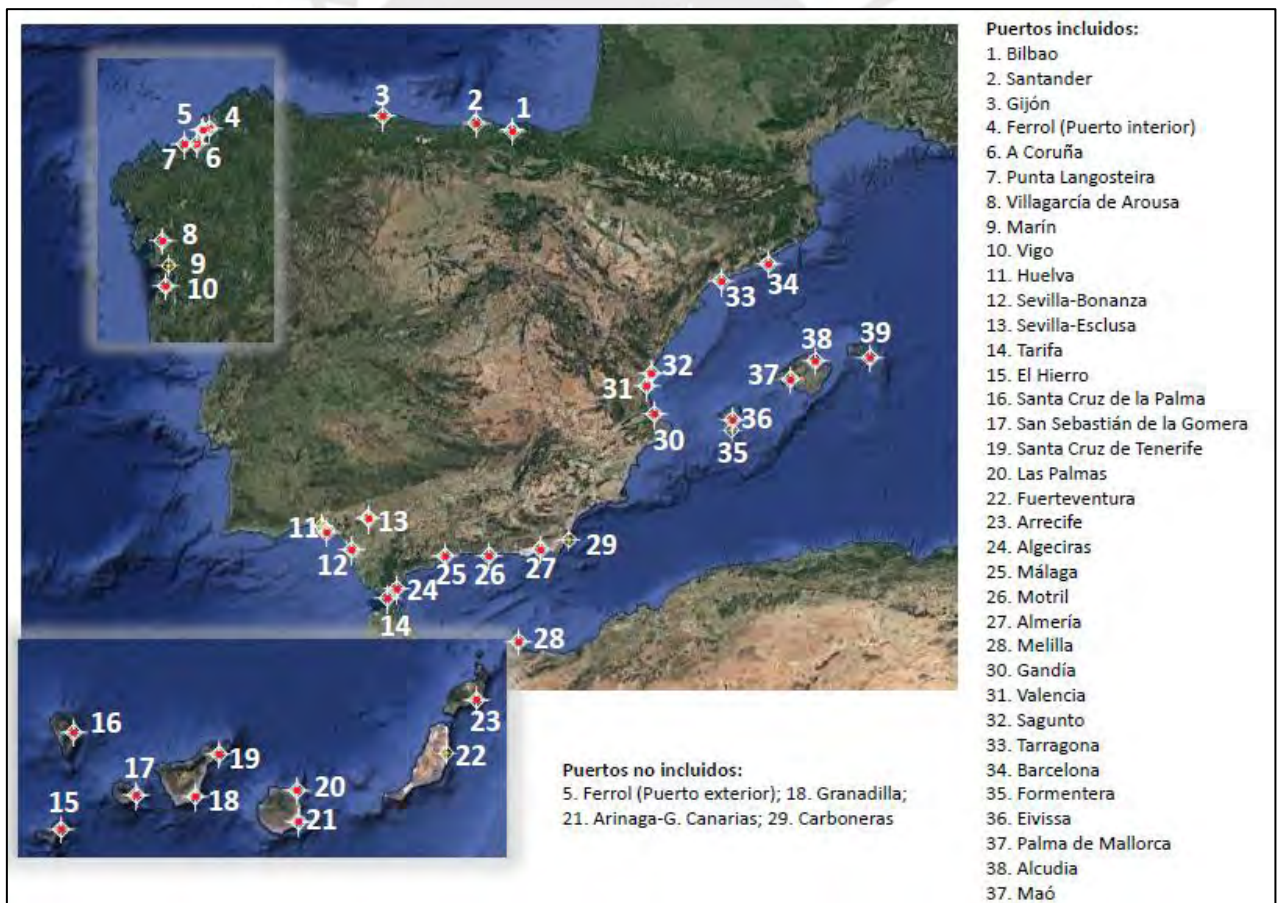 Puertos incluidos:
1. Bilbao
2. Santander
3. Gijón
4. Ferrol (Puerto interior)
6. A Coruña
7. Punta Langosteira
8. Villagarcía de Arousa
9. Marín
10. Vigo
11. Huelva
12. Sevilla-Bonanza
13. Sevilla-Esclusa
14. Tarifa
15. El Hierro
16. Santa Cruz de la Palma
17. San Sebastián de la Gomera
19. Santa Cruz de Tenerife
20. Las Palmas
22. Fuerteventura
23. Arrecife
24. Algeciras
25. Málaga
26. Motril
27. Almería
28. Melilla
30. Gandía
31. Valencia
32. Sagunto
33. Tarragona
34. Barcelona
35. Formentera
36. Eivissa
37. Palma de Mallorca
38. Alcudia
37. Maó
Puertos no incluidos:
5. Ferrol (Puerto exterior); 18. Granadilla;
21. Arinaga-G. Canarias; 29. Carboneras
3
2
1
5
4
7
6
8
9
10
34
33
38
39
32
37
31
36
30
35
13
11
29
12
25
26
27
24
14
28
23
16
22
19
17
20
18
15
21